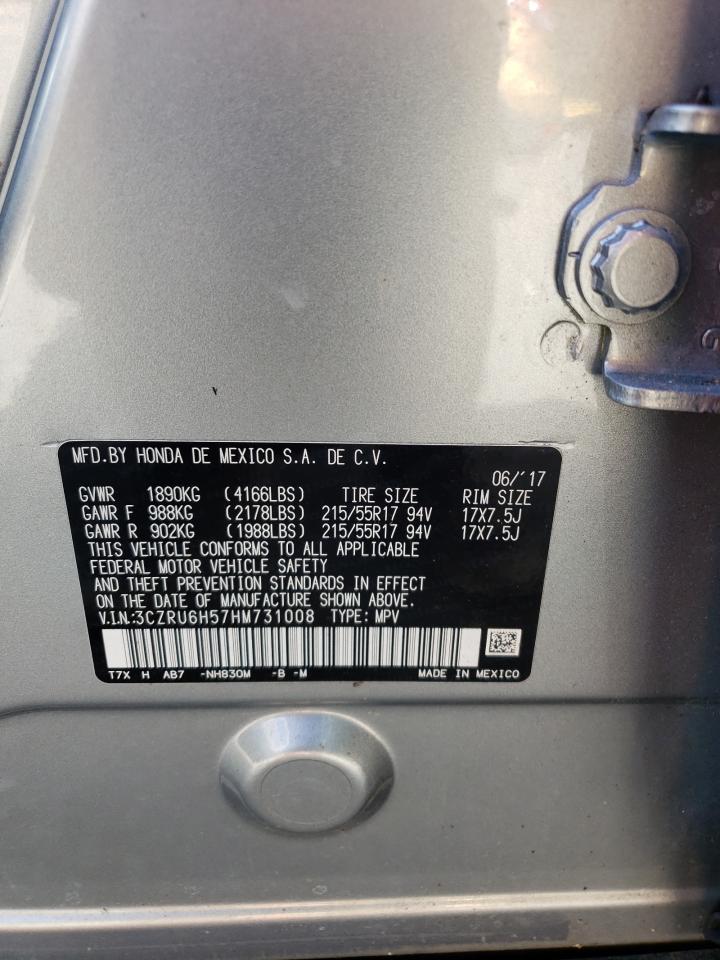 MFD.BY HONDA DE MEXICO S.A. DE C.V.
06/'17
GVWR 1890KG (4166LBS) TIRE SIZE RIM SIZE
GAWR F 988KG (2178LBS) 215/55R17 94V 17X7.5J
GAWR R 902KG (1988LBS) 215/55R17 94V 17X7.5J
THIS VEHICLE CONFORMS TO ALL APPLICABLE
FEDERAL MOTOR VEHICLE SAFETY
AND THEFT PREVENTION STANDARDS IN EFFECT
ON THE DATE OF MANUFACTURE SHOWN ABOVE.
V.I.N.:3CZRU6H57HM731008 TYPE: MPV
T7X H AB7 -NH830M -B -M MADE IN MEXICO